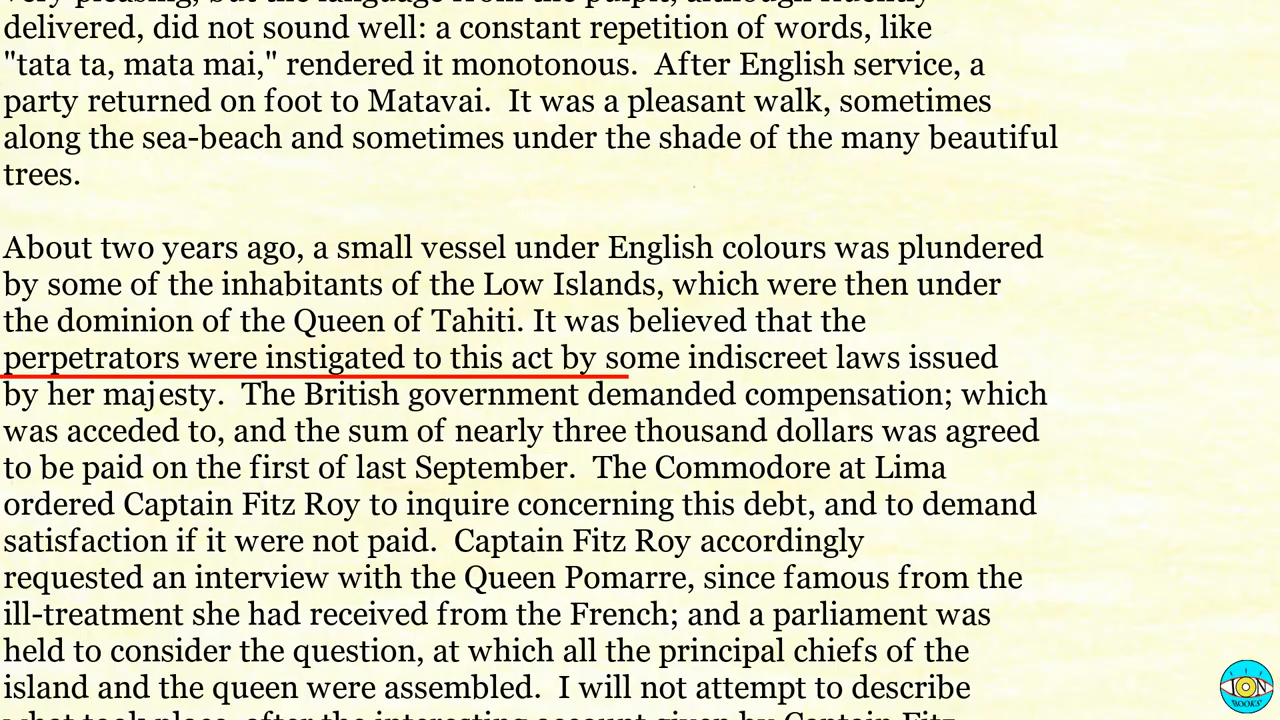 delivered, did not sound well: a constant repetition of words, like
"tata ta, mata mai," rendered it monotonous.  After English service, a
party returned on foot to Matavai.  It was a pleasant walk, sometimes
along the sea-beach and sometimes under the shade of the many beautiful
trees.

About two years ago, a small vessel under English colours was plundered
by some of the inhabitants of the Low Islands, which were then under
the dominion of the Queen of Tahiti. It was believed that the
perpetrators were instigated to this act by some indiscreet laws issued
by her majesty.  The British government demanded compensation; which
was acceded to, and the sum of nearly three thousand dollars was agreed
to be paid on the first of last September.  The Commodore at Lima
ordered Captain Fitz Roy to inquire concerning this debt, and to demand
satisfaction if it were not paid.  Captain Fitz Roy accordingly
requested an interview with the Queen Pomarre, since famous from the
ill-treatment she had received from the French; and a parliament was
held to consider the question, at which all the principal chiefs of the
island and the queen were assembled.  I will not attempt to describe
ION
BOOKS